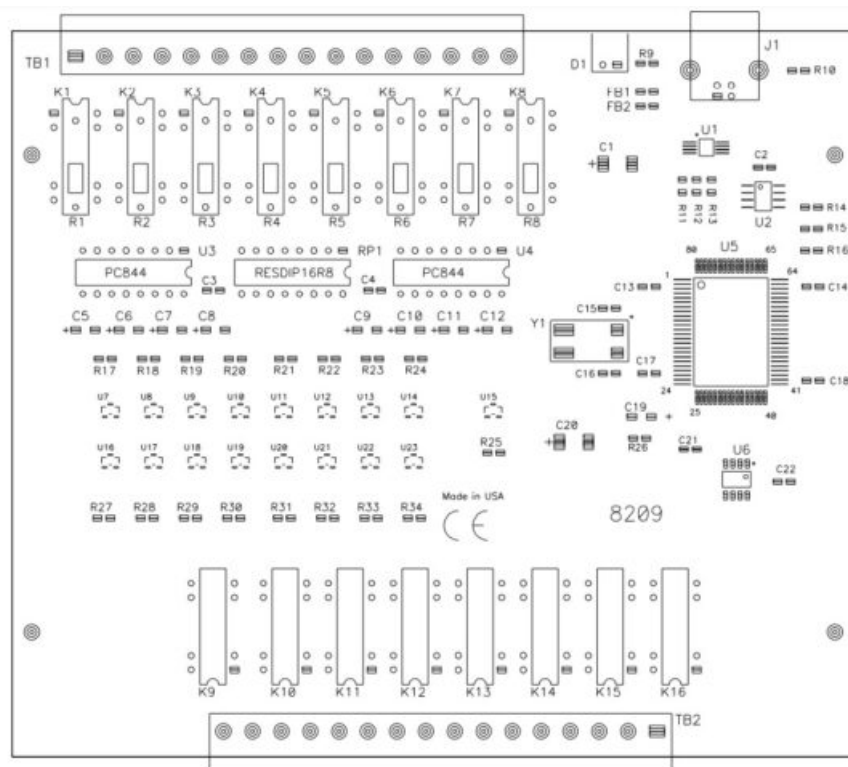 TB1
D1
R9
J1
R10
K1 K2 K3 K4 K5 K6 K7 K8
FB1
FB2
U1
C1
C2
R11 R12 R13
U2
R14
R15
R16
R1 R2 R3 R4 R5 R6 R7 R8
U3 RP1 U4
PC844 RESDIP16R8 PC844
C3 C4
U5
80 65
1 64
C13 C14
C15
Y1
C5 C6 C7 C8 C9 C10 C11 C12
C16 C17 C18
R17 R18 R19 R20 R21 R22 R23 R24
24 41
25 40
U7 U8 U9 U10 U11 U12 U13 U14 U15
C19
C20
R26
C21
U6
C22
U16 U17 U18 U19 U20 U21 U22 U23
R25
Made in USA
CE
8209
R27 R28 R29 R30 R31 R32 R33 R34
K9 K10 K11 K12 K13 K14 K15 K16
TB2